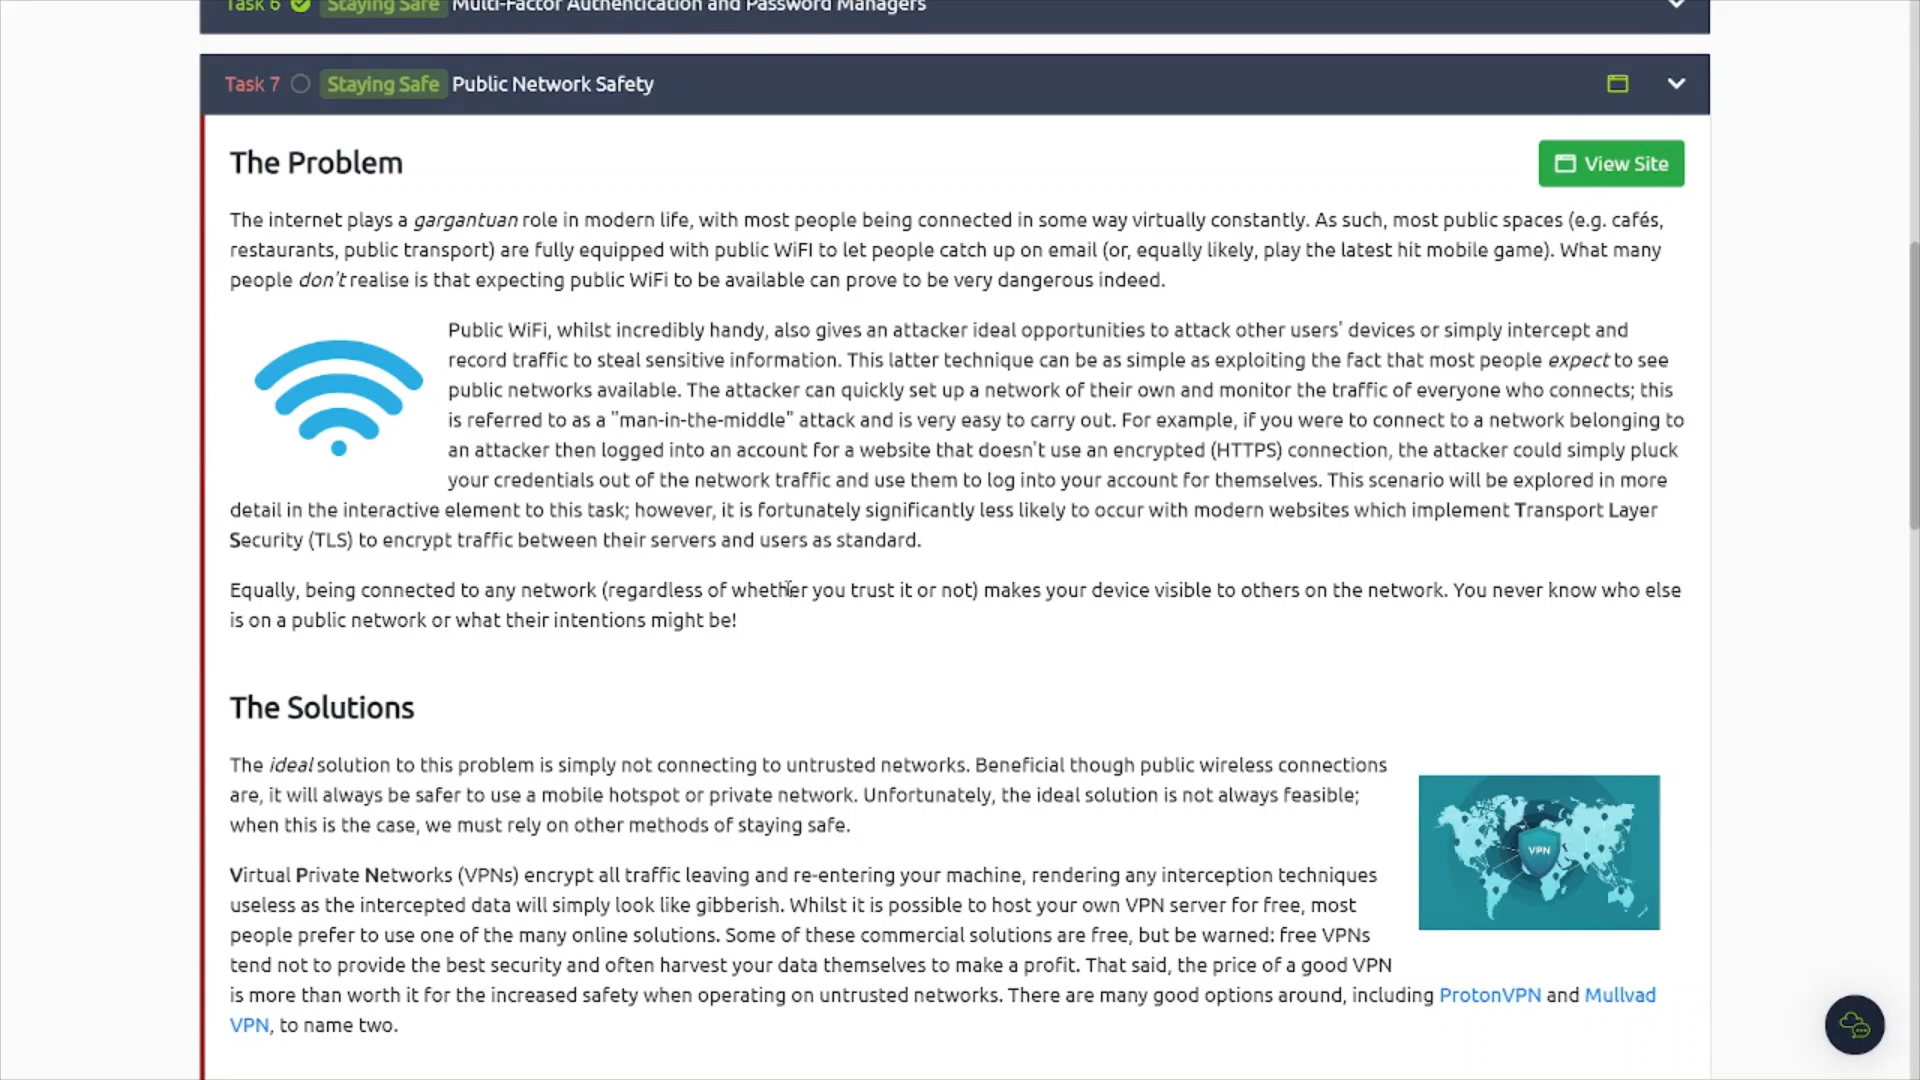 Task 6 Staying Safe Multi-Factor Authentication and Password Managers
Task 7 Staying Safe Public Network Safety
The Problem
View Site
The internet plays a gargantuan role in modern life, with most people being connected in some way virtually constantly. As such, most public spaces (e.g. cafés,
restaurants, public transport) are fully equipped with public WiFI to let people catch up on email (or, equally likely, play the latest hit mobile game). What many
people don't realise is that expecting public WiFi to be available can prove to be very dangerous indeed.
Public WiFi, whilst incredibly handy, also gives an attacker ideal opportunities to attack other users' devices or simply intercept and
record traffic to steal sensitive information. This latter technique can be as simple as exploiting the fact that most people expect to see
public networks available. The attacker can quickly set up a network of their own and monitor the traffic of everyone who connects; this
is referred to as a "man-in-the-middle" attack and is very easy to carry out. For example, if you were to connect to a network belonging to
an attacker then logged into an account for a website that doesn't use an encrypted (HTTPS) connection, the attacker could simply pluck
your credentials out of the network traffic and use them to log into your account for themselves. This scenario will be explored in more
detail in the interactive element to this task; however, it is fortunately significantly less likely to occur with modern websites which implement Transport Layer
Security (TLS) to encrypt traffic between their servers and users as standard.
Equally, being connected to any network (regardless of whether you trust it or not) makes your device visible to others on the network. You never know who else
is on a public network or what their intentions might be!
The Solutions
The ideal solution to this problem is simply not connecting to untrusted networks. Beneficial though public wireless connections
are, it will always be safer to use a mobile hotspot or private network. Unfortunately, the ideal solution is not always feasible;
when this is the case, we must rely on other methods of staying safe.
VPN
Virtual Private Networks (VPNs) encrypt all traffic leaving and re-entering your machine, rendering any interception techniques
useless as the intercepted data will simply look like gibberish. Whilst it is possible to host your own VPN server for free, most
people prefer to use one of the many online solutions. Some of these commercial solutions are free, but be warned: free VPNs
tend not to provide the best security and often harvest your data themselves to make a profit. That said, the price of a good VPN
is more than worth it for the increased safety when operating on untrusted networks. There are many good options around, including ProtonVPN and Mullvad
VPN, to name two.